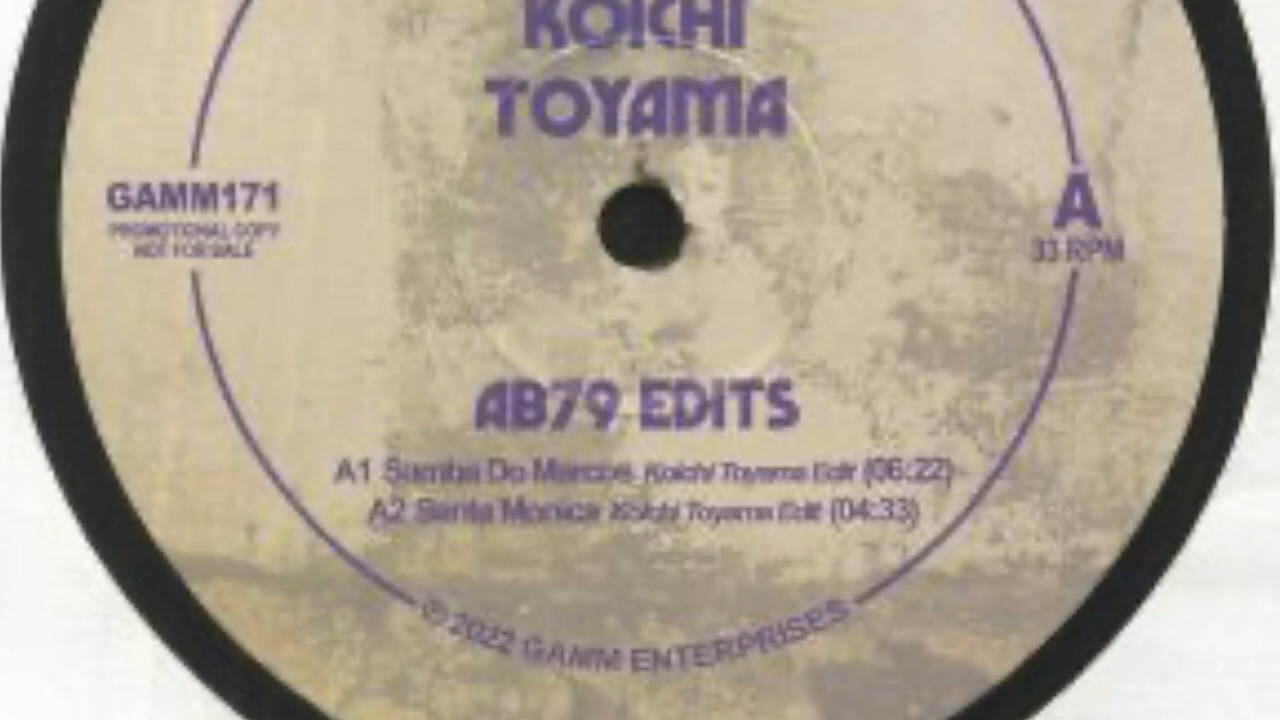 KOICHI
TOYAMA
GAMM171
PROMOTIONAL COPY
NOT FOR SALE
A
33 RPM
AB79 EDITS
A1 Samba Do Marcos Koichi Toyama Edit (06:22)
A2 Santa Monica Koichi Toyama Edit (04:33)
© 2022 GAMM ENTERPRISES